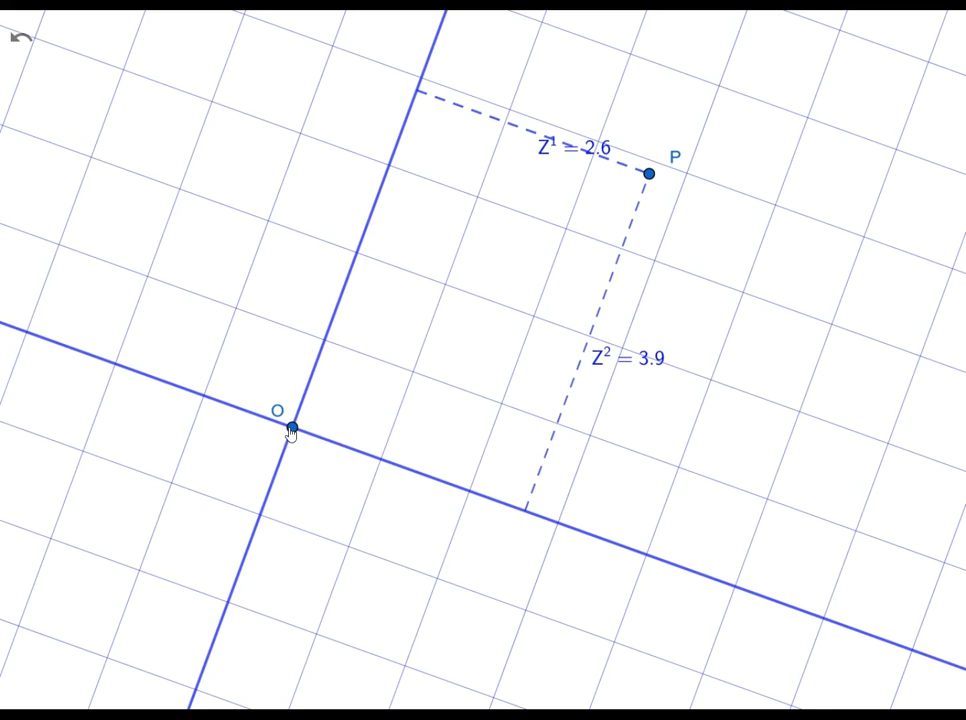 Z¹ = 2.6
P
Z² = 3.9
O